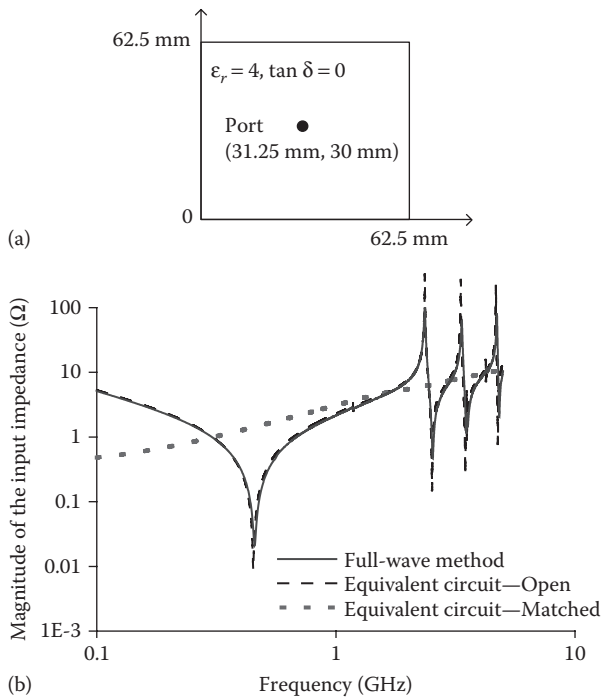 62.5 mm
εr = 4, tan δ = 0
Port
(31.25 mm, 30 mm)
0
62.5 mm
(a)
Magnitude of the input impedance (Ω)
100
10
1
0.1
0.01
1E-3
Full-wave method
Equivalent circuit—Open
Equivalent circuit—Matched
0.1
1
10
(b)
Frequency (GHz)